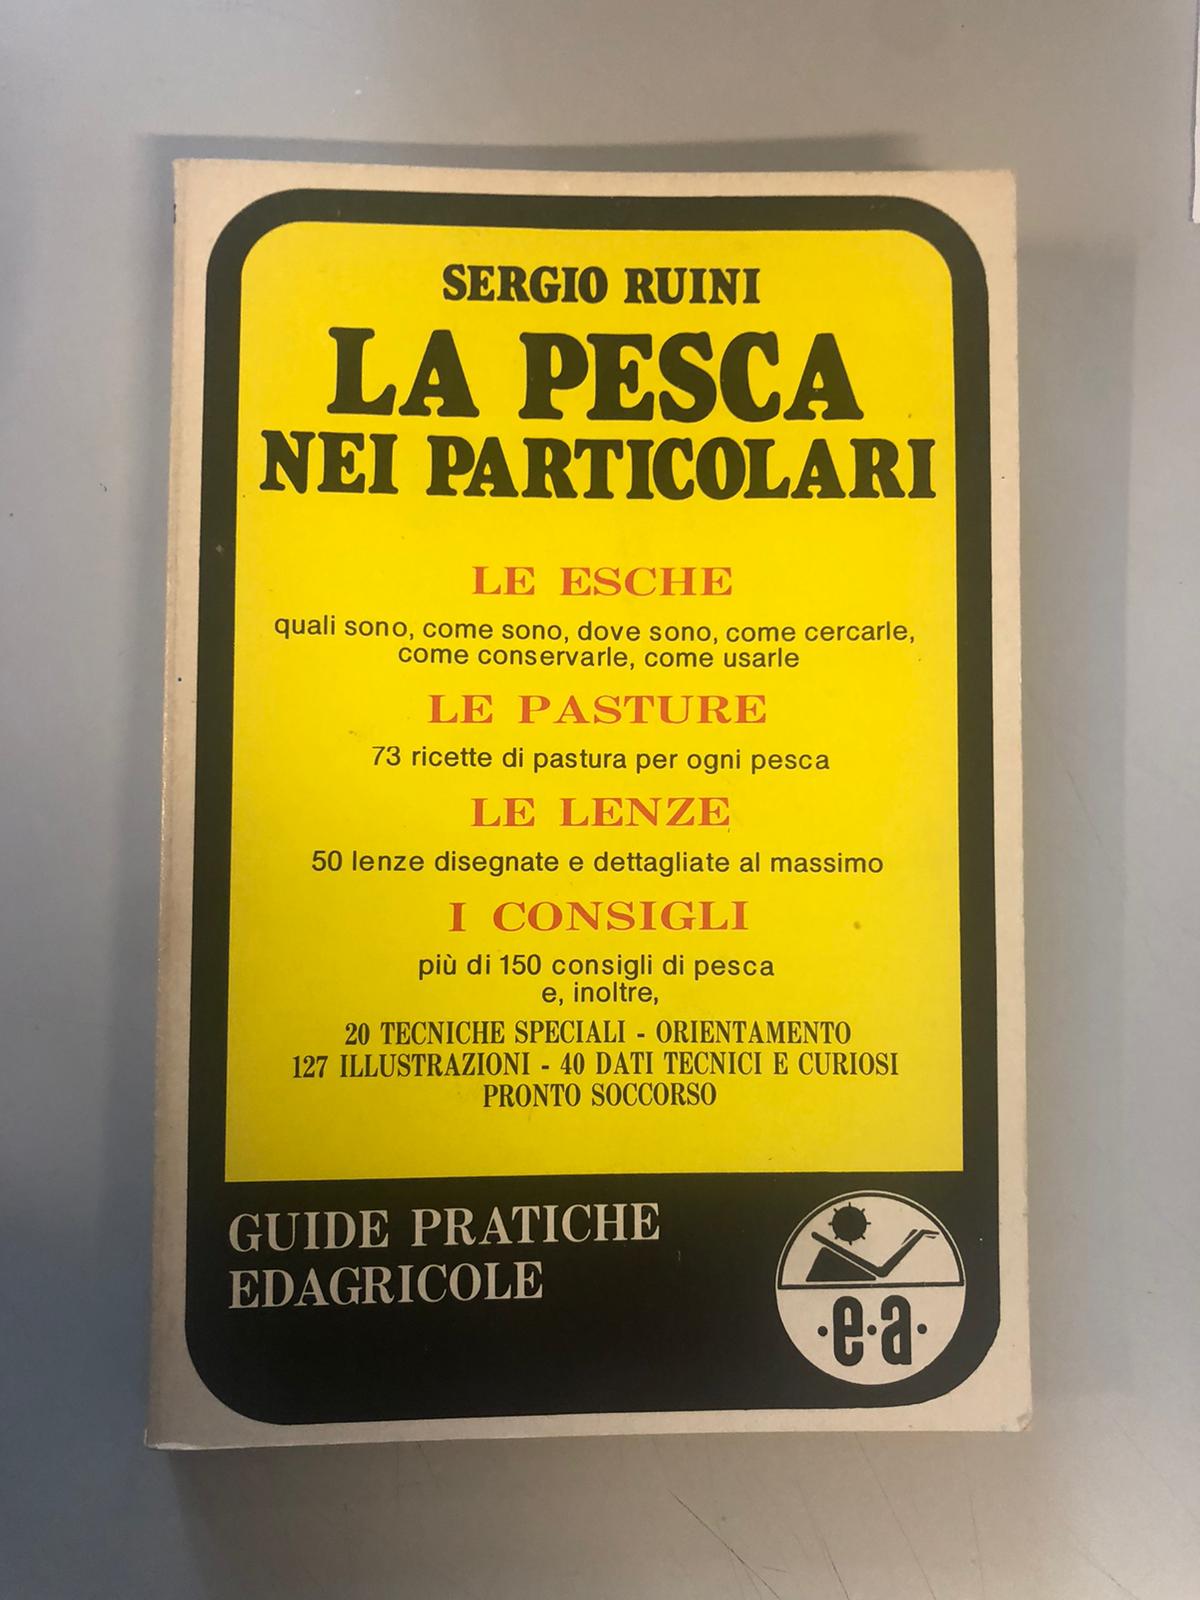 SERGIO RUINI
LA PESCA
NEI PARTICOLARI
LE ESCHE
quali sono, come sono, dove sono, come cercarle,
come conservarle, come usarle
LE PASTURE
73 ricette di pastura per ogni pesca
LE LENZE
50 lenze disegnate e dettagliate al massimo
I CONSIGLI
più di 150 consigli di pesca
e, inoltre,
20 TECNICHE SPECIALI - ORIENTAMENTO
127 ILLUSTRAZIONI - 40 DATI TECNICI E CURIOSI
PRONTO SOCCORSO
GUIDE PRATICHE
EDAGRICOLE
·e·a·